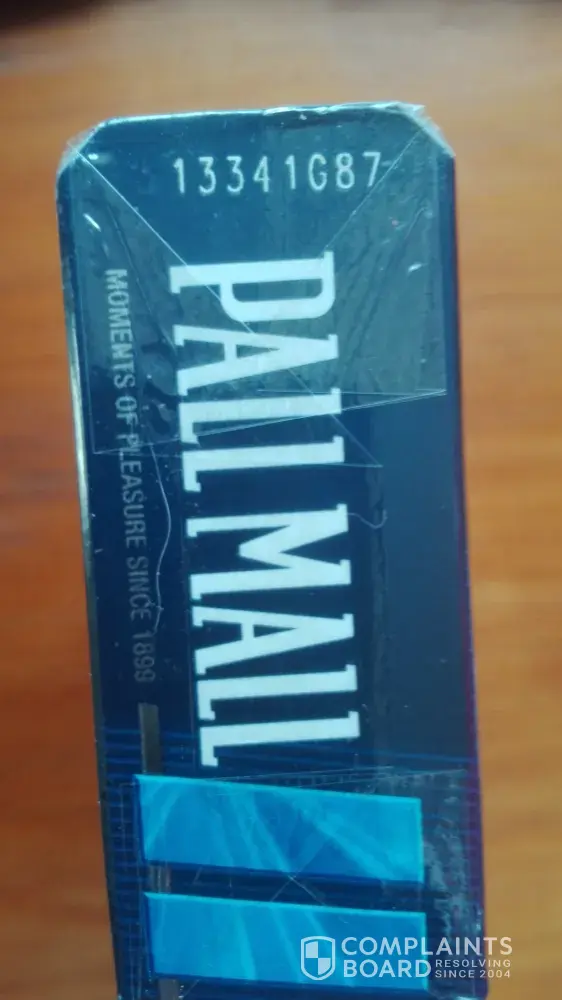 13341G87
PALL MALL
MOMENTS OF PLEASURE SINCE 1899
COMPLAINTS
BOARD RESOLVING
SINCE 2004